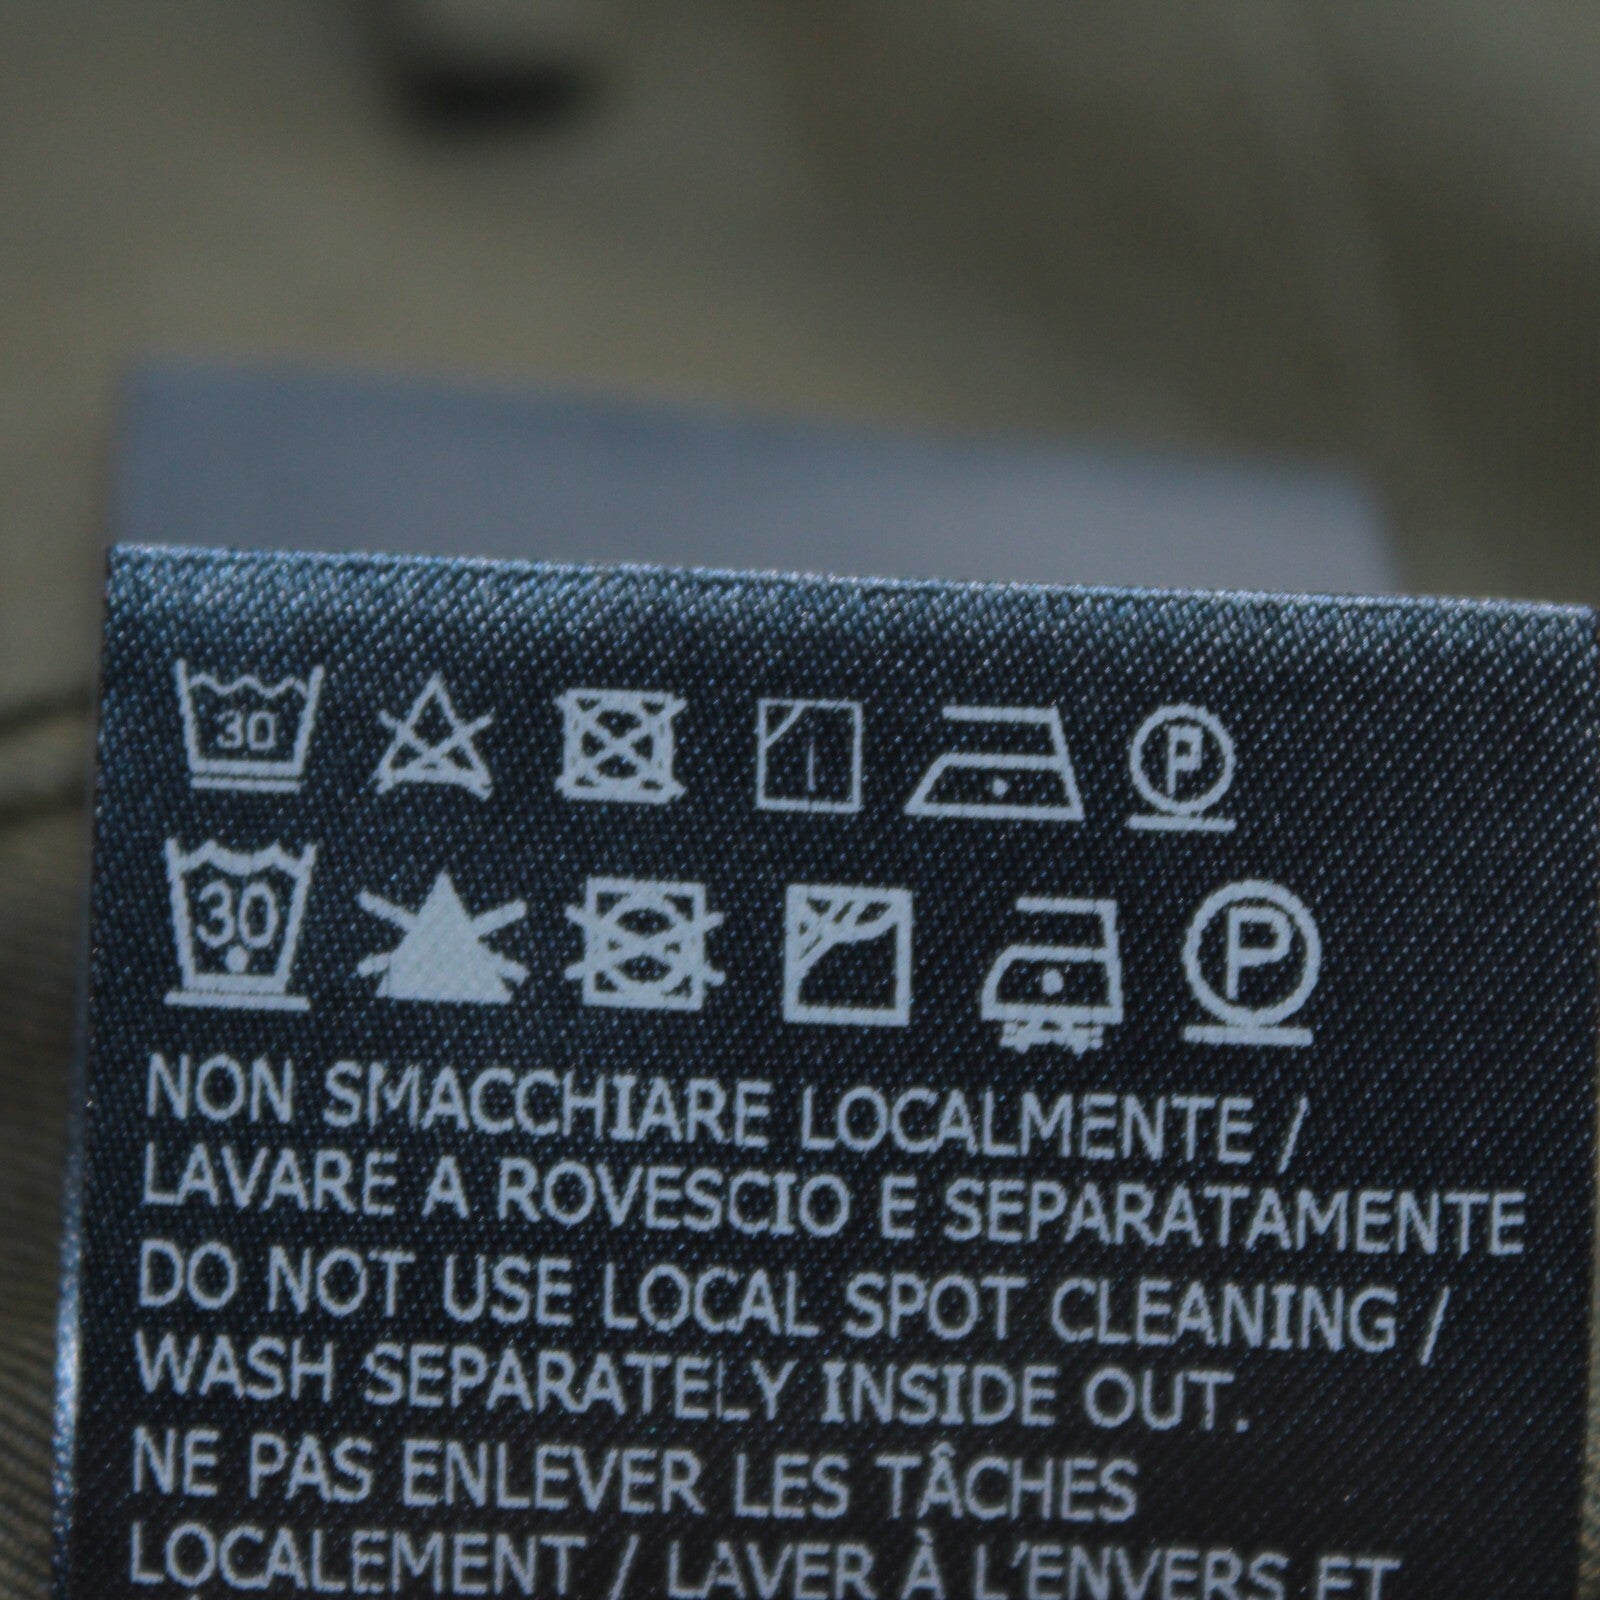 30 P
30 P
NON SMACCHIARE LOCALMENTE /
LAVARE A ROVESCIO E SEPARATAMENTE
DO NOT USE LOCAL SPOT CLEANING /
WASH SEPARATELY INSIDE OUT.
NE PAS ENLEVER LES TÂCHES
LOCALEMENT / LAVER À L'ENVERS ET